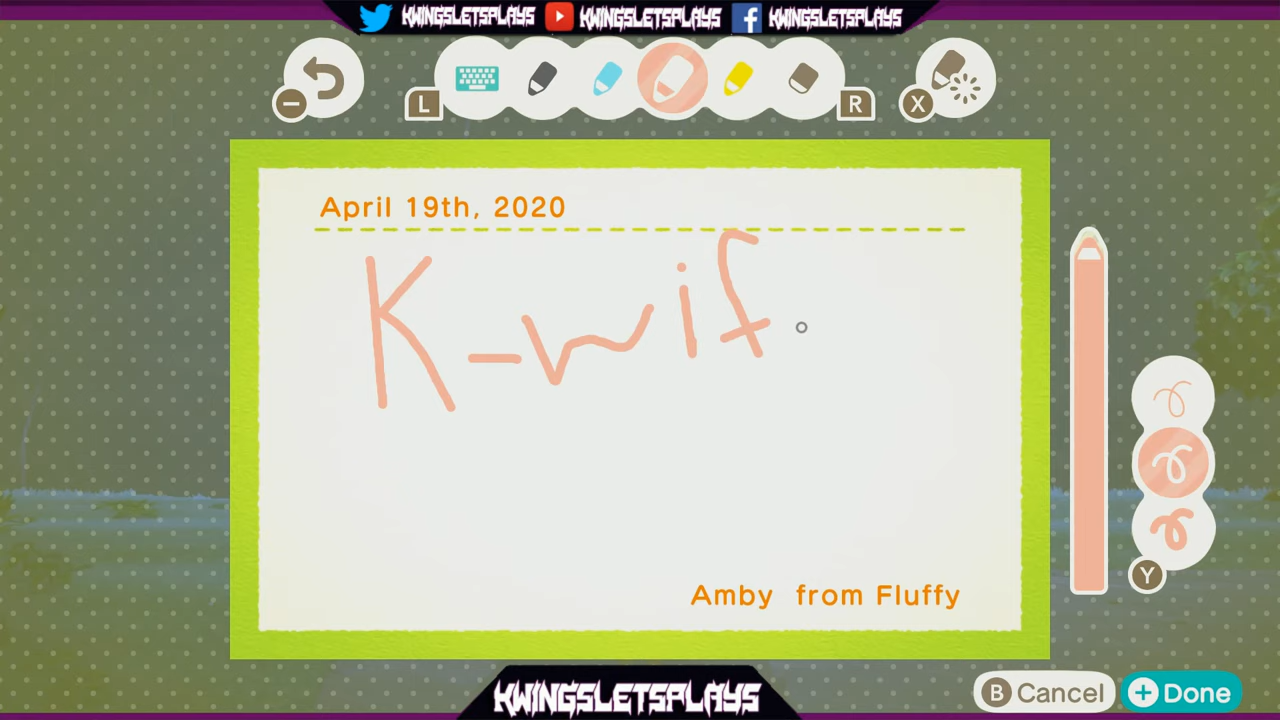 KWINGSLETSPLAYS KWINGSLETSPLAYS KWINGSLETSPLAYS
L R X
April 19th, 2020
K-wif
Y
Amby from Fluffy
KWINGSLETSPLAYS
B Cancel + Done